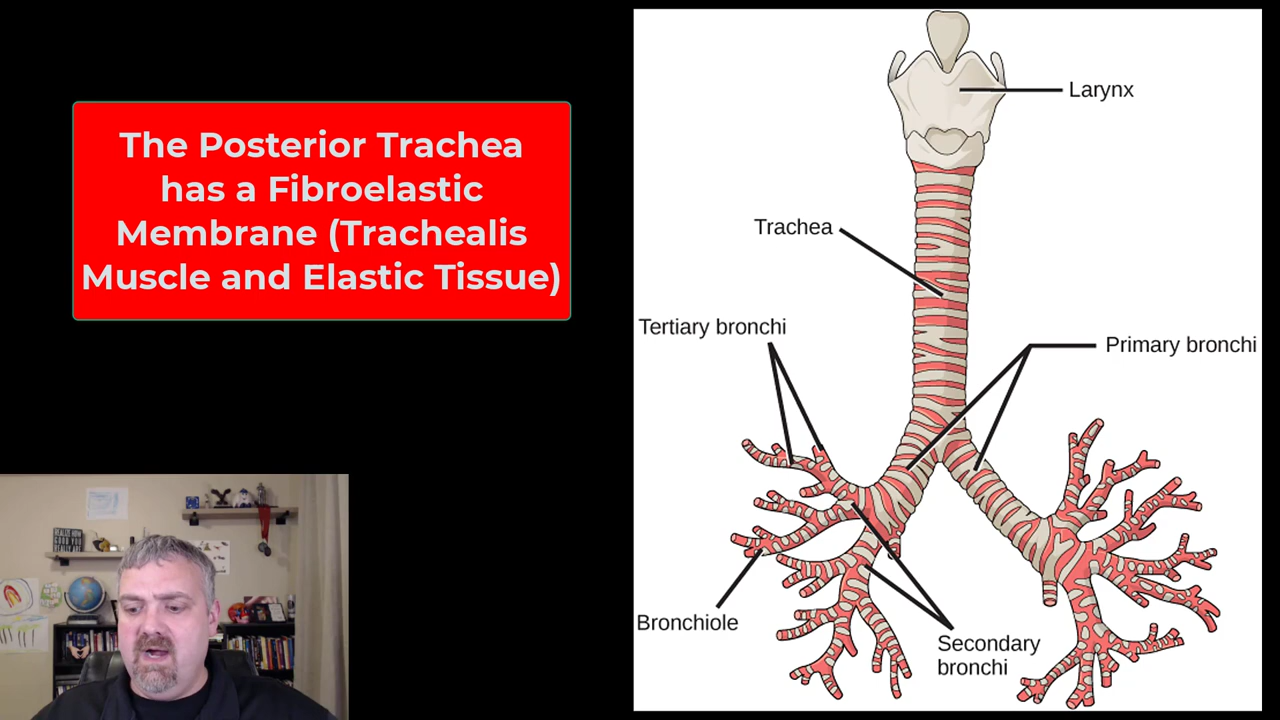 The Posterior Trachea
has a Fibroelastic
Membrane (Trachealis
Muscle and Elastic Tissue)
Larynx
Trachea
Tertiary bronchi
Primary bronchi
Bronchiole
Secondary
bronchi